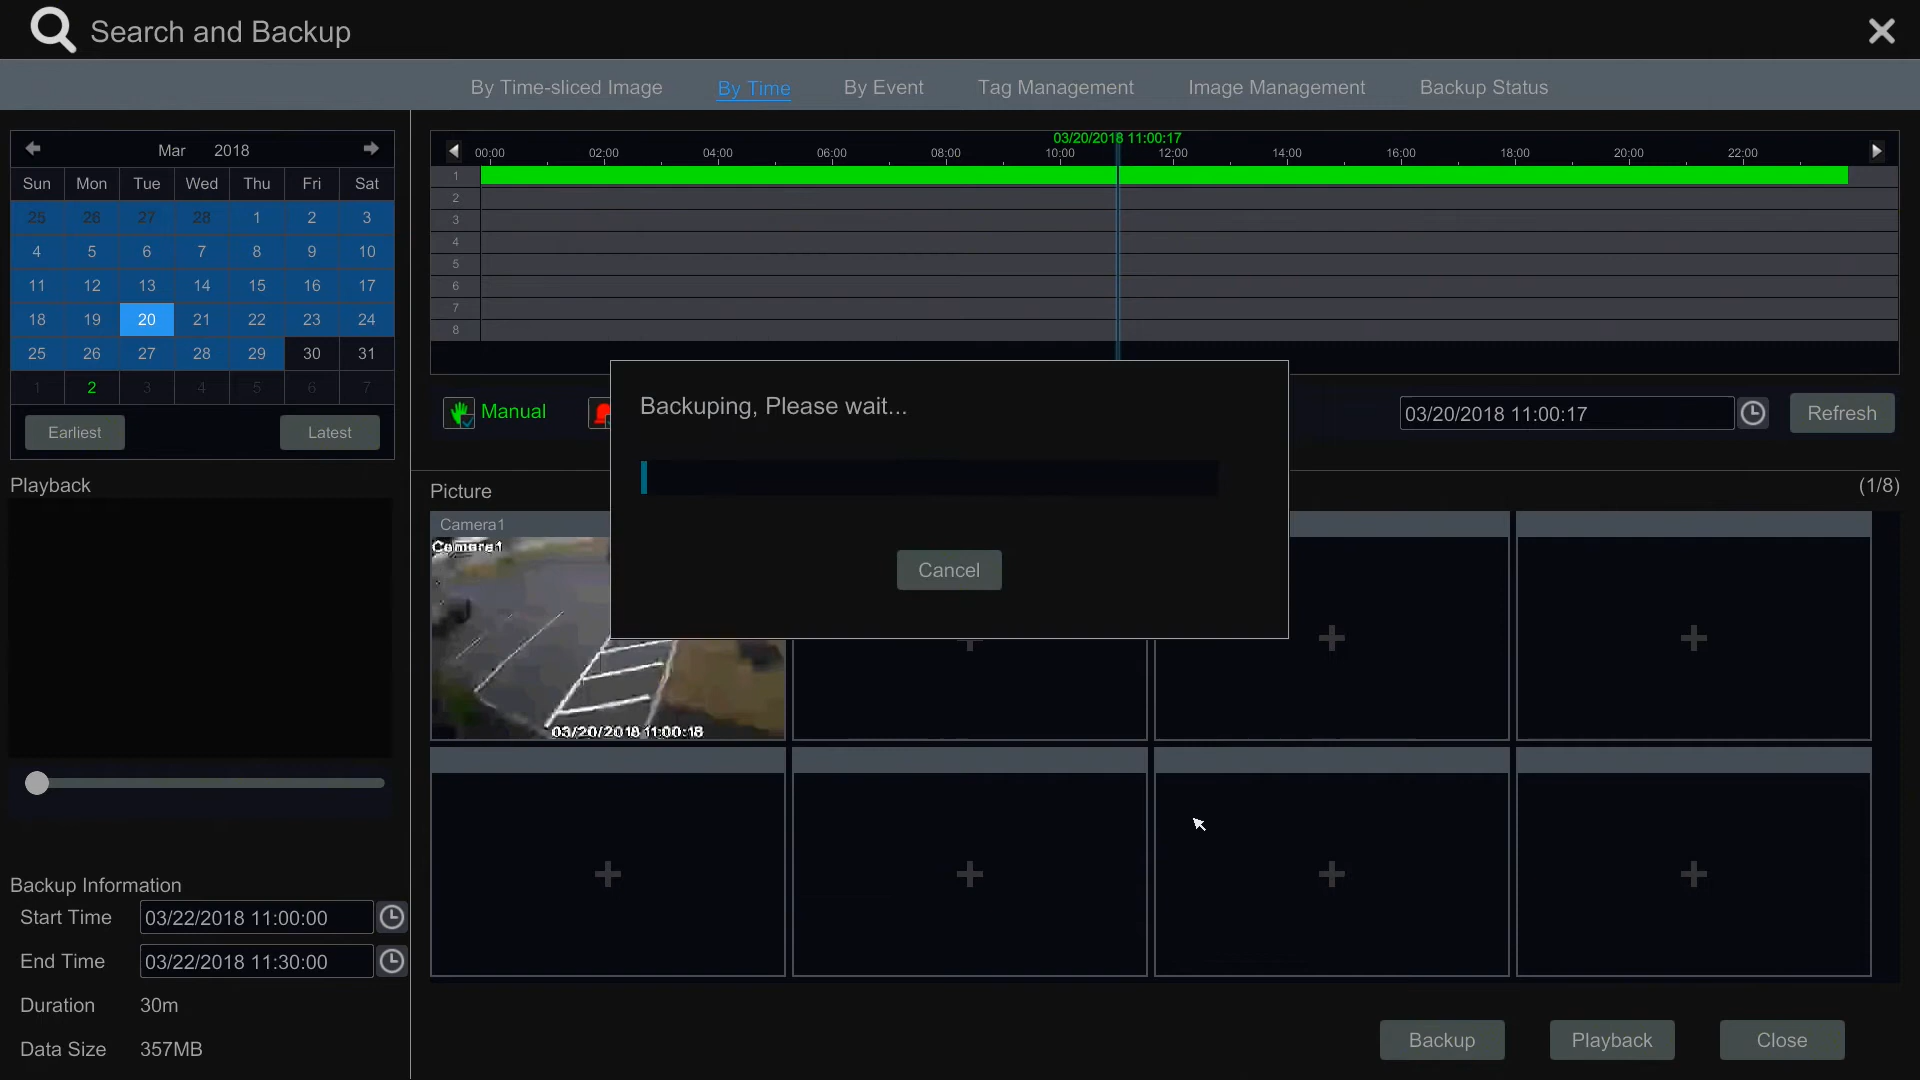 Search and Backup
By Time-sliced Image By Time By Event Tag Management Image Management Backup Status
Mar 2018
Sun Mon Tue Wed Thu Fri Sat
25 26 27 28 1 2 3
4 5 6 7 8 9 10
11 12 13 14 15 16 17
18 19 20 21 22 23 24
25 26 27 28 29 30 31
1 2 3 4 5 6 7
Earliest Latest
03/20/2018 11:00:17
00:00 02:00 04:00 06:00 08:00 10:00 12:00 14:00 16:00 18:00 20:00 22:00
1
2
3
4
5
6
7
8
Manual
03/20/2018 11:00:17
Refresh
Backuping, Please wait...
Cancel
Playback
Picture
(1/8)
Camera1
Camera1
03/20/2018 11:00:18
Backup Information
Start Time 03/22/2018 11:00:00
End Time 03/22/2018 11:30:00
Duration 30m
Data Size 357MB
Backup Playback Close